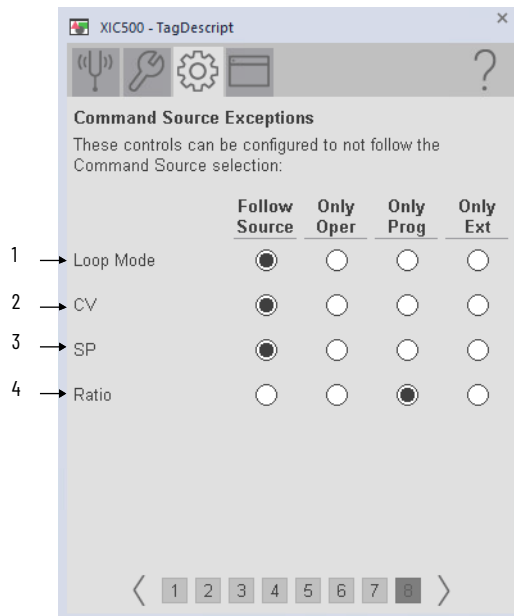 XIC500 - TagDescript
Command Source Exceptions
These controls can be configured to not follow the
Command Source selection:
Follow Source Only Oper Only Prog Only Ext
1 Loop Mode
2 CV
3 SP
4 Ratio
1 2 3 4 5 6 7 8